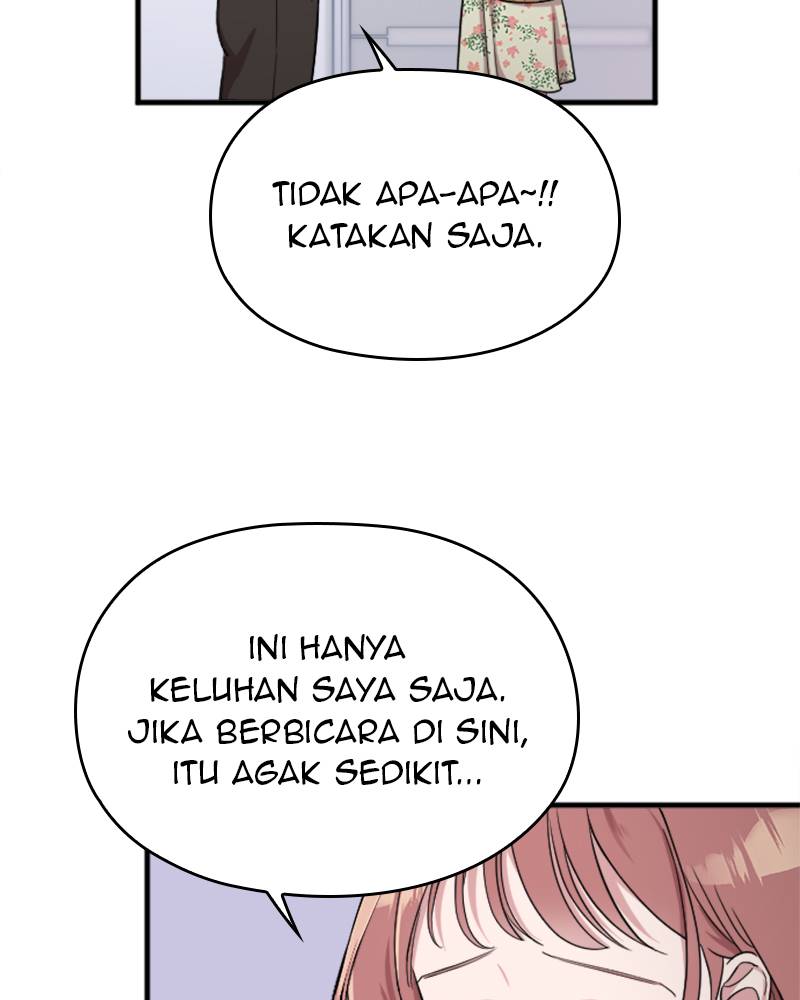 TIDAK APA-APA~!!
KATAKAN SAJA.
INI HANYA
KELUHAN SAYA SAJA.
JIKA BERBICARA DI SINI,
ITU AGAK SEDIKIT...